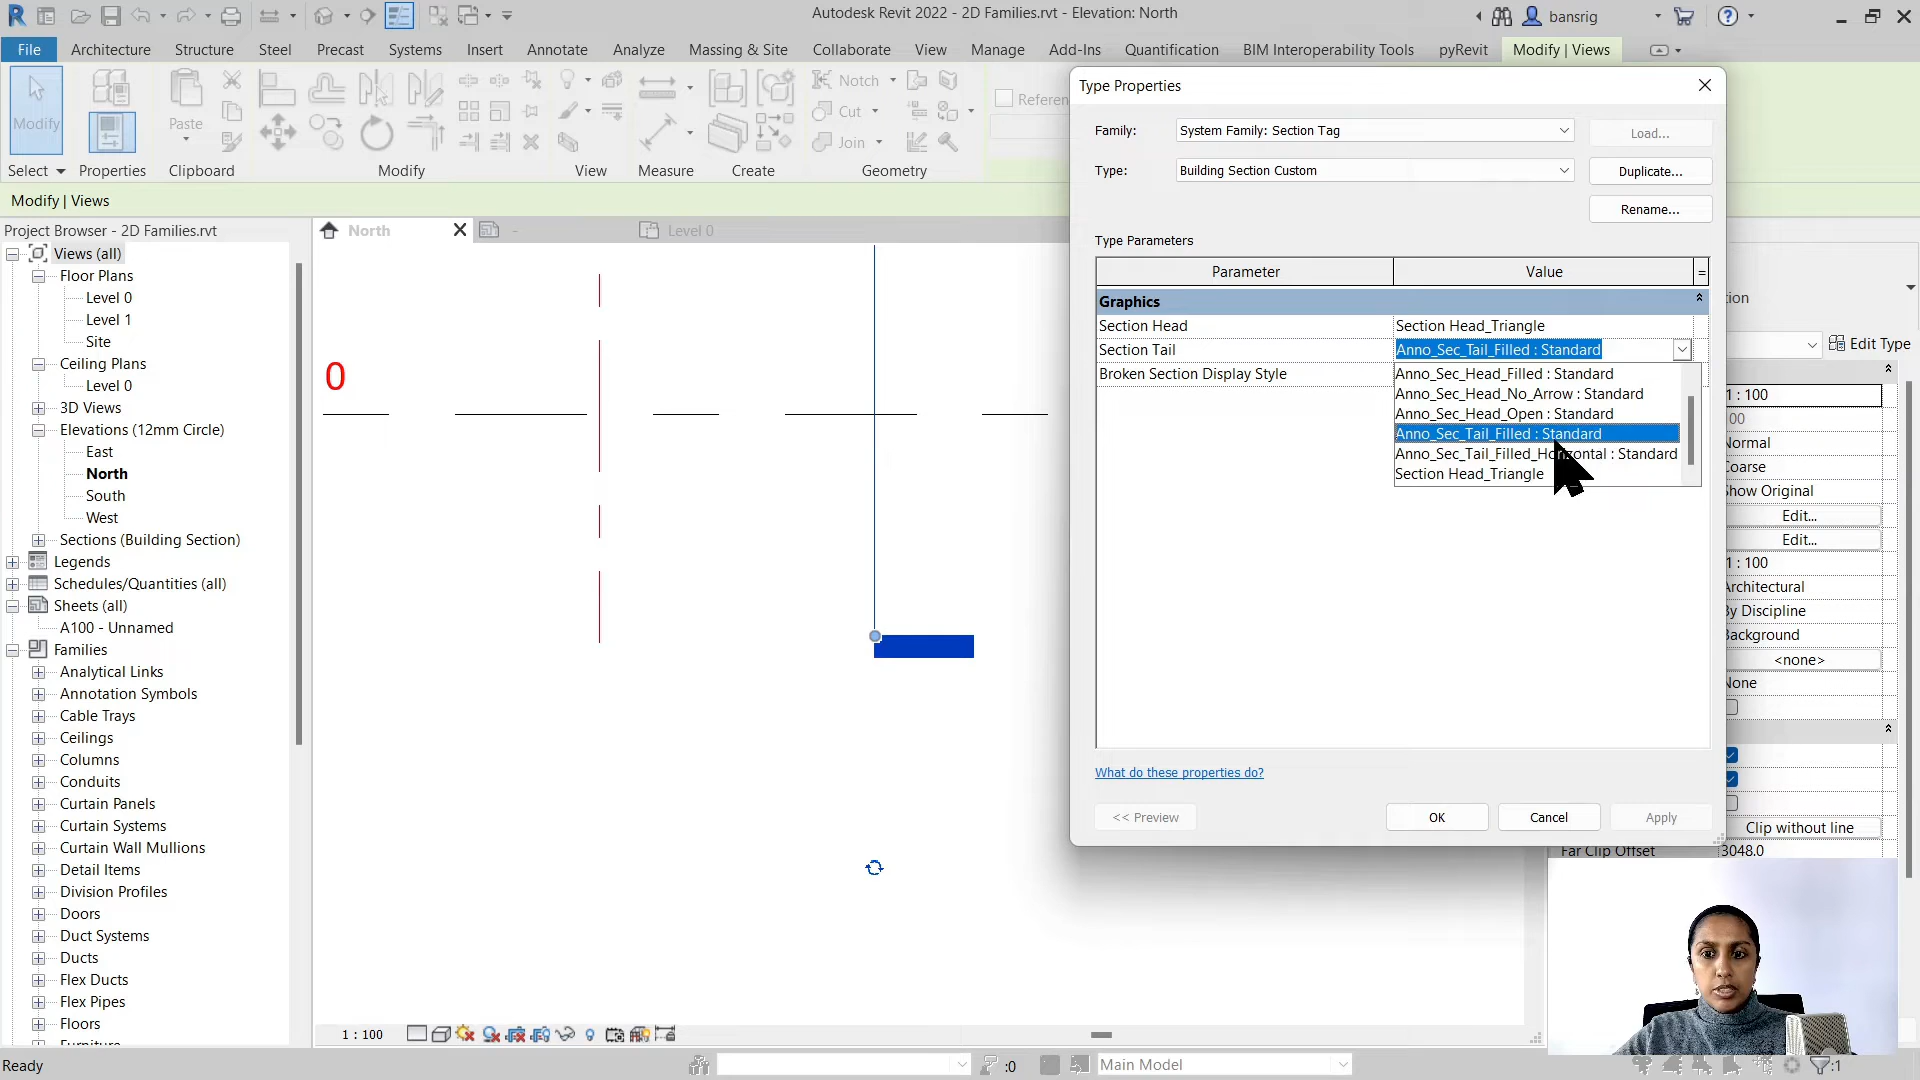 Autodesk Revit 2022 - 2D Families.rvt - Elevation: North
bansrig
File
Architecture
Structure
Steel
Precast
Systems
Insert
Annotate
Analyze
Massing & Site
Collaborate
View
Manage
Add-Ins
Quantification
BIM Interoperability Tools
pyRevit
Modify | Views
Modify
Paste
Notch
Cut
Join
Select
Properties
Clipboard
Modify
View
Measure
Create
Geometry
Modify | Views
Project Browser - 2D Families.rvt
Views (all)
Floor Plans
Level 0
Level 1
Site
Ceiling Plans
Level 0
3D Views
Elevations (12mm Circle)
East
North
South
West
Sections (Building Section)
Legends
Schedules/Quantities (all)
Sheets (all)
A100 - Unnamed
Families
Analytical Links
Annotation Symbols
Cable Trays
Ceilings
Columns
Conduits
Curtain Panels
Curtain Systems
Curtain Wall Mullions
Detail Items
Division Profiles
Doors
Duct Systems
Ducts
Flex Ducts
Flex Pipes
Floors
North
-
Level 0
0
1 : 100
Type Properties
Family:
System Family: Section Tag
Load...
Type:
Building Section Custom
Duplicate...
Rename...
Type Parameters
Parameter
Value
=
Graphics
Section Head
Section Head_Triangle
Section Tail
Anno_Sec_Tail_Filled : Standard
Broken Section Display Style
Anno_Sec_Head_Filled : Standard
Anno_Sec_Head_No_Arrow : Standard
Anno_Sec_Head_Open : Standard
Anno_Sec_Tail_Filled : Standard
Anno_Sec_Tail_Filled_Horizontal : Standard
Section Head_Triangle
What do these properties do?
<< Preview
OK
Cancel
Apply
Edit Type
1 : 100
Normal
Coarse
Show Original
Edit...
Edit...
1 : 100
Architectural
By Discipline
Background
<none>
None
Clip without line
Far Clip Offset
3048.0
Ready
:0
Main Model
:1